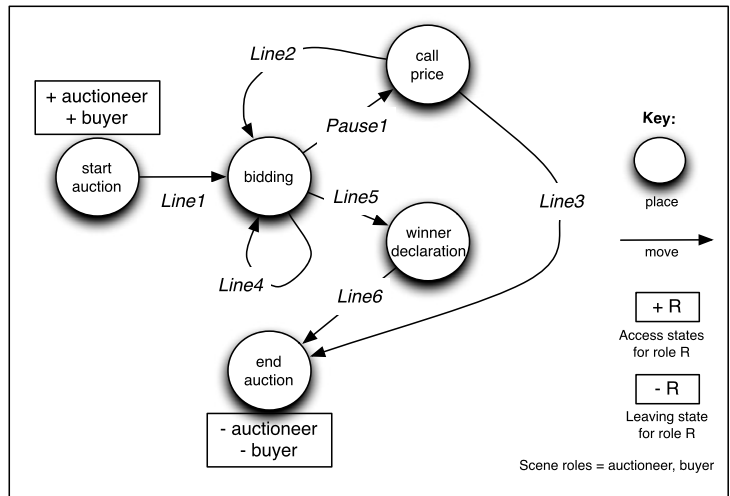 Line2
call
price
+ auctioneer
+ buyer
Pause1
Key:
start
auction
Line1
bidding
Line5
Line3
place
winner
declaration
move
Line4
Line6
+ R
Access states
for role R
end
auction
- R
Leaving state
for role R
- auctioneer
- buyer
Scene roles = auctioneer, buyer